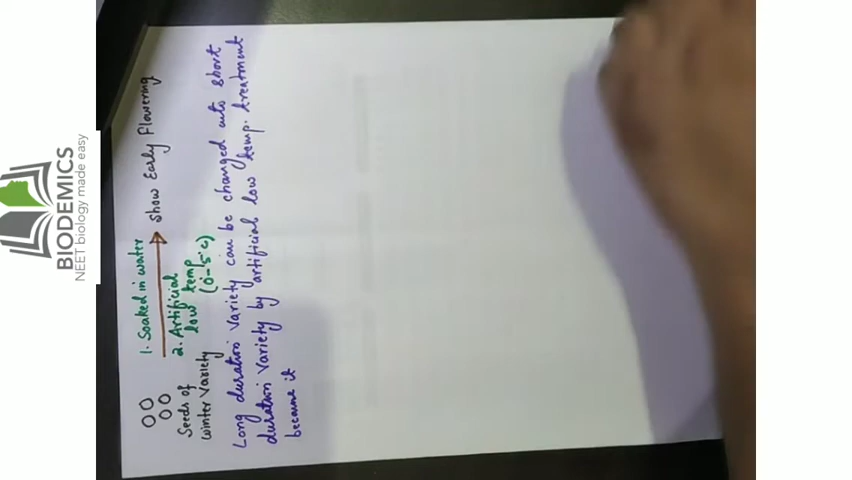 BIODEMICS
NEET biology made easy
1. Soaked in water
2. Artificial
low temp
(0-5°C)
Show Early Flowering
Seeds of
winter Variety
Long duration variety can be changed into short
duration variety by artificial low temp. treatment
because it